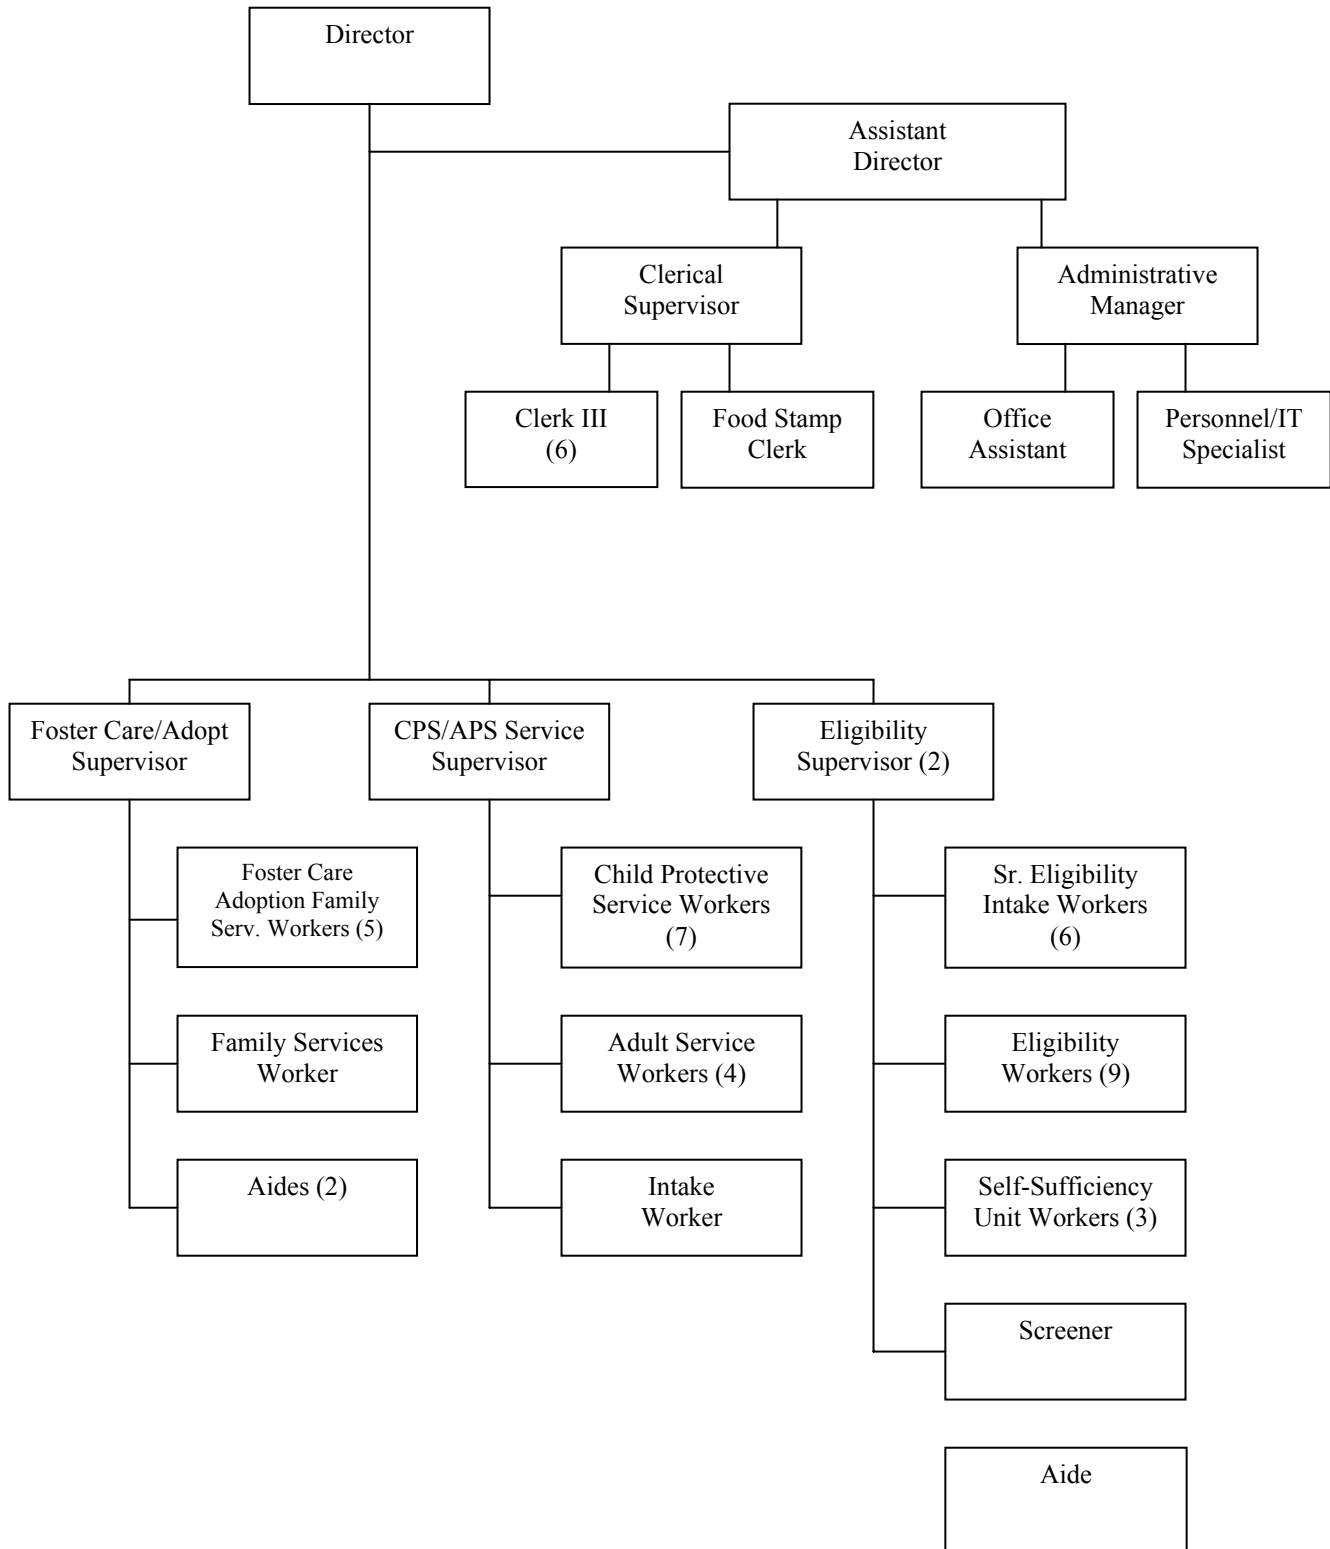 Director
Assistant
Director
Clerical
Supervisor
Administrative
Manager
Clerk III
(6)
Food Stamp
Clerk
Office
Assistant
Personnel/IT
Specialist
Foster Care/Adopt
Supervisor
CPS/APS Service
Supervisor
Eligibility
Supervisor (2)
Foster Care
Adoption Family
Serv. Workers (5)
Child Protective
Service Workers
(7)
Sr. Eligibility
Intake Workers
(6)
Family Services
Worker
Adult Service
Workers (4)
Eligibility
Workers (9)
Aides (2)
Intake
Worker
Self-Sufficiency
Unit Workers (3)
Screener
Aide